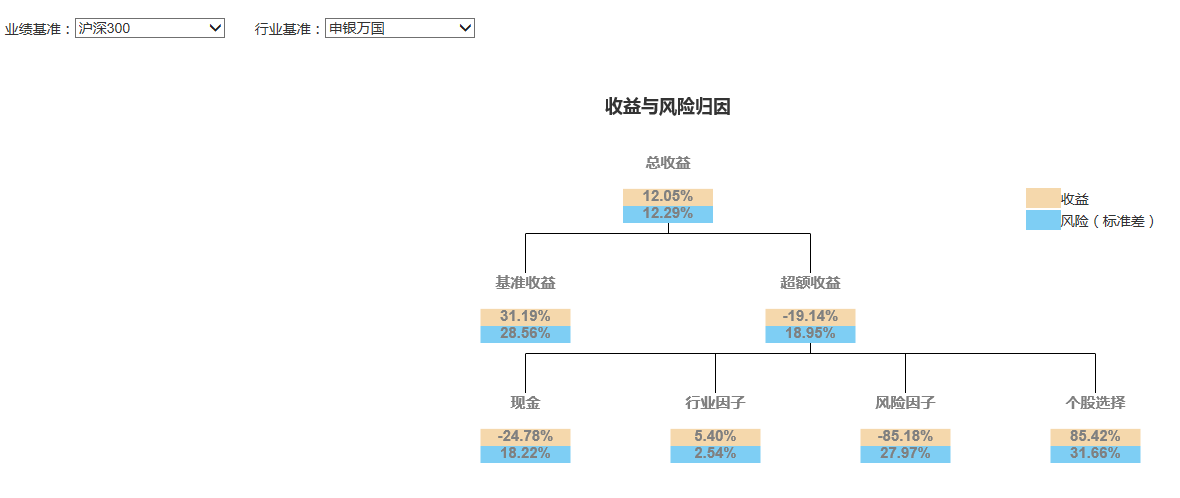 业绩基准：沪深300 行业基准：申银万国
收益与风险归因
总收益
12.05%
12.29%
收益
风险（标准差）
基准收益 超额收益
31.19% -19.14%
28.56% 18.95%
现金 行业因子 风险因子 个股选择
-24.78% 5.40% -85.18% 85.42%
18.22% 2.54% 27.97% 31.66%